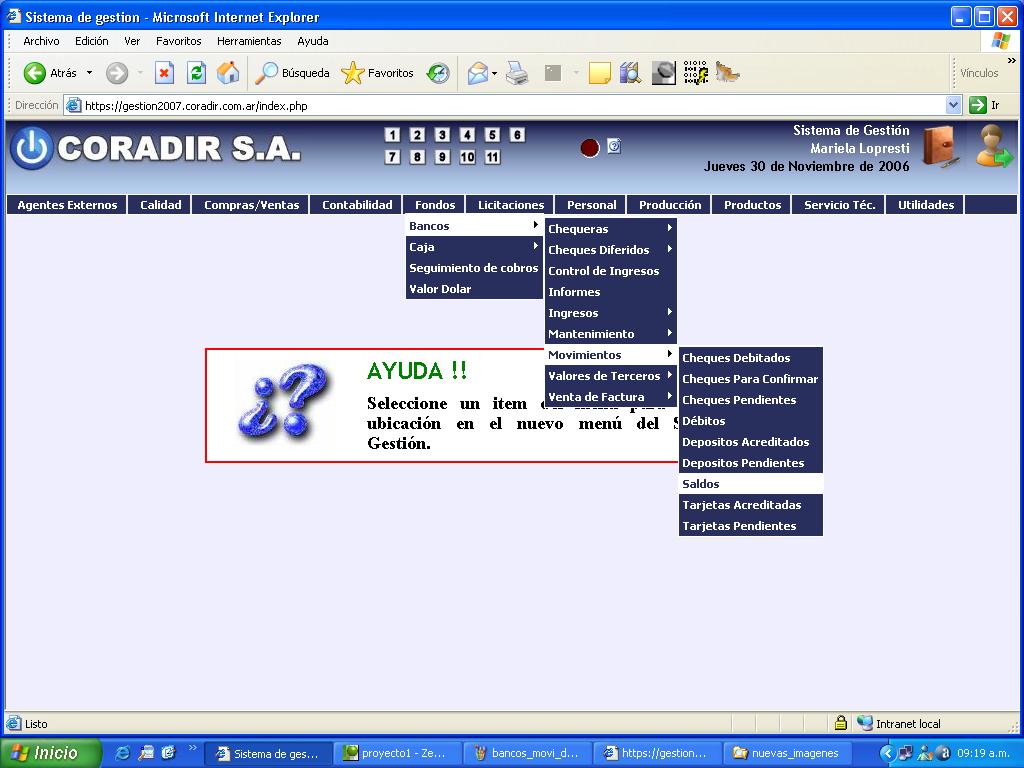 Sistema de gestion - Microsoft Internet Explorer
Archivo Edición Ver Favoritos Herramientas Ayuda
Atrás Búsqueda Favoritos Vínculos
Dirección https://gestion2007.coradir.com.ar/index.php Ir
CORADIR S.A.
1 2 3 4 5 6
7 8 9 10 11
Sistema de Gestión
Mariela Lopresti
Jueves 30 de Noviembre de 2006
Agentes Externos Calidad Compras/Ventas Contabilidad Fondos Licitaciones Personal Producción Productos Servicio Téc. Utilidades
Bancos
Caja
Seguimiento de cobros
Valor Dolar
Chequeras
Cheques Diferidos
Control de Ingresos
Informes
Ingresos
Mantenimiento
Movimientos
Valores de Terceros
Venta de Factura
Cheques Debitados
Cheques Para Confirmar
Cheques Pendientes
Débitos
Depositos Acreditados
Depositos Pendientes
Saldos
Tarjetas Acreditadas
Tarjetas Pendientes
¿?
AYUDA !!
Seleccione un item
ubicación en el nuevo menú del S
Gestión.
Listo Intranet local
Inicio Sistema de ges... proyecto1 - Ze... bancos_movi_d... https://gestion... nuevas_imagenes 09:19 a.m.